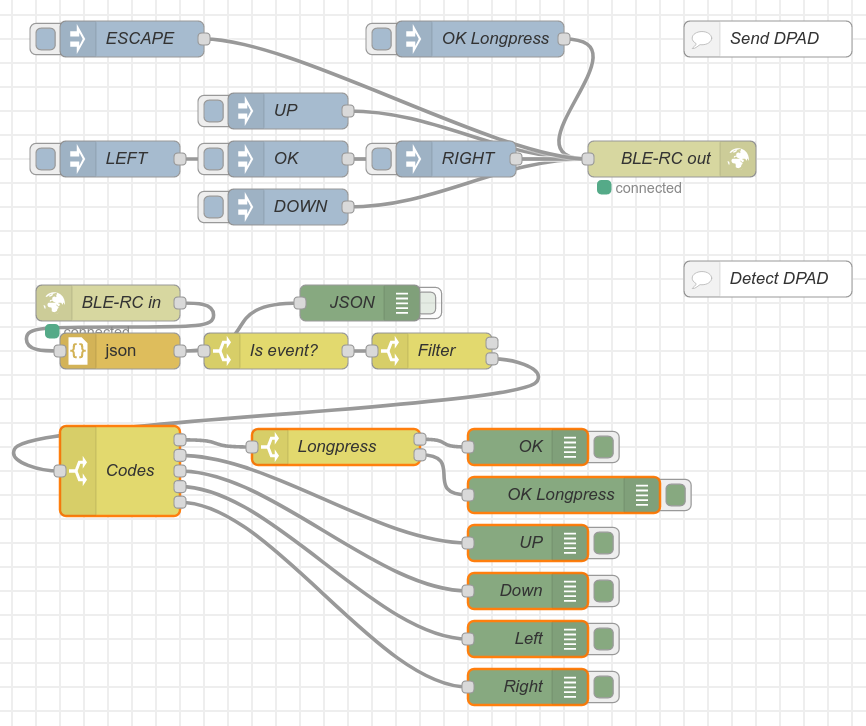 ESCAPE
OK Longpress
Send DPAD
UP
LEFT
OK
RIGHT
BLE-RC out
connected
DOWN
Detect DPAD
BLE-RC in
JSON
connected
{} json
Is event?
Filter
Codes
Longpress
OK
OK Longpress
UP
Down
Left
Right